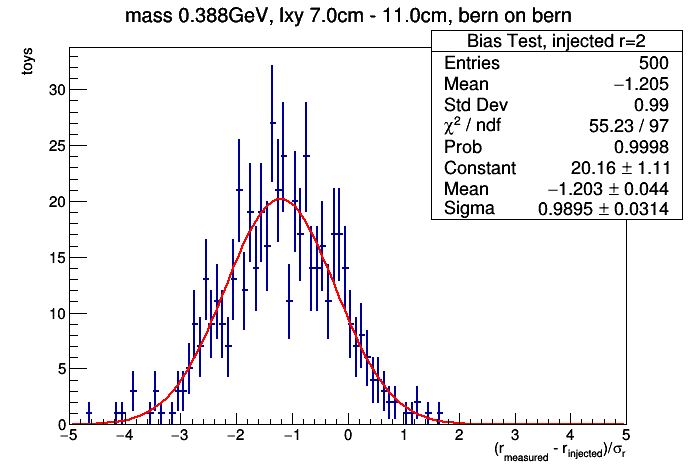 mass 0.388GeV, lxy 7.0cm - 11.0cm, bern on bern
Bias Test, injected r=2
Entries 500
Mean −1.205
Std Dev 0.99
χ² / ndf 55.23 / 97
Prob 0.9998
Constant 20.16 ± 1.11
Mean −1.203 ± 0.044
Sigma 0.9895 ± 0.0314
toys
30
25
20
15
10
5
0
−5 −4 −3 −2 −1 0 1 2 3 4 5
(r_measured - r_injected)/σ_r